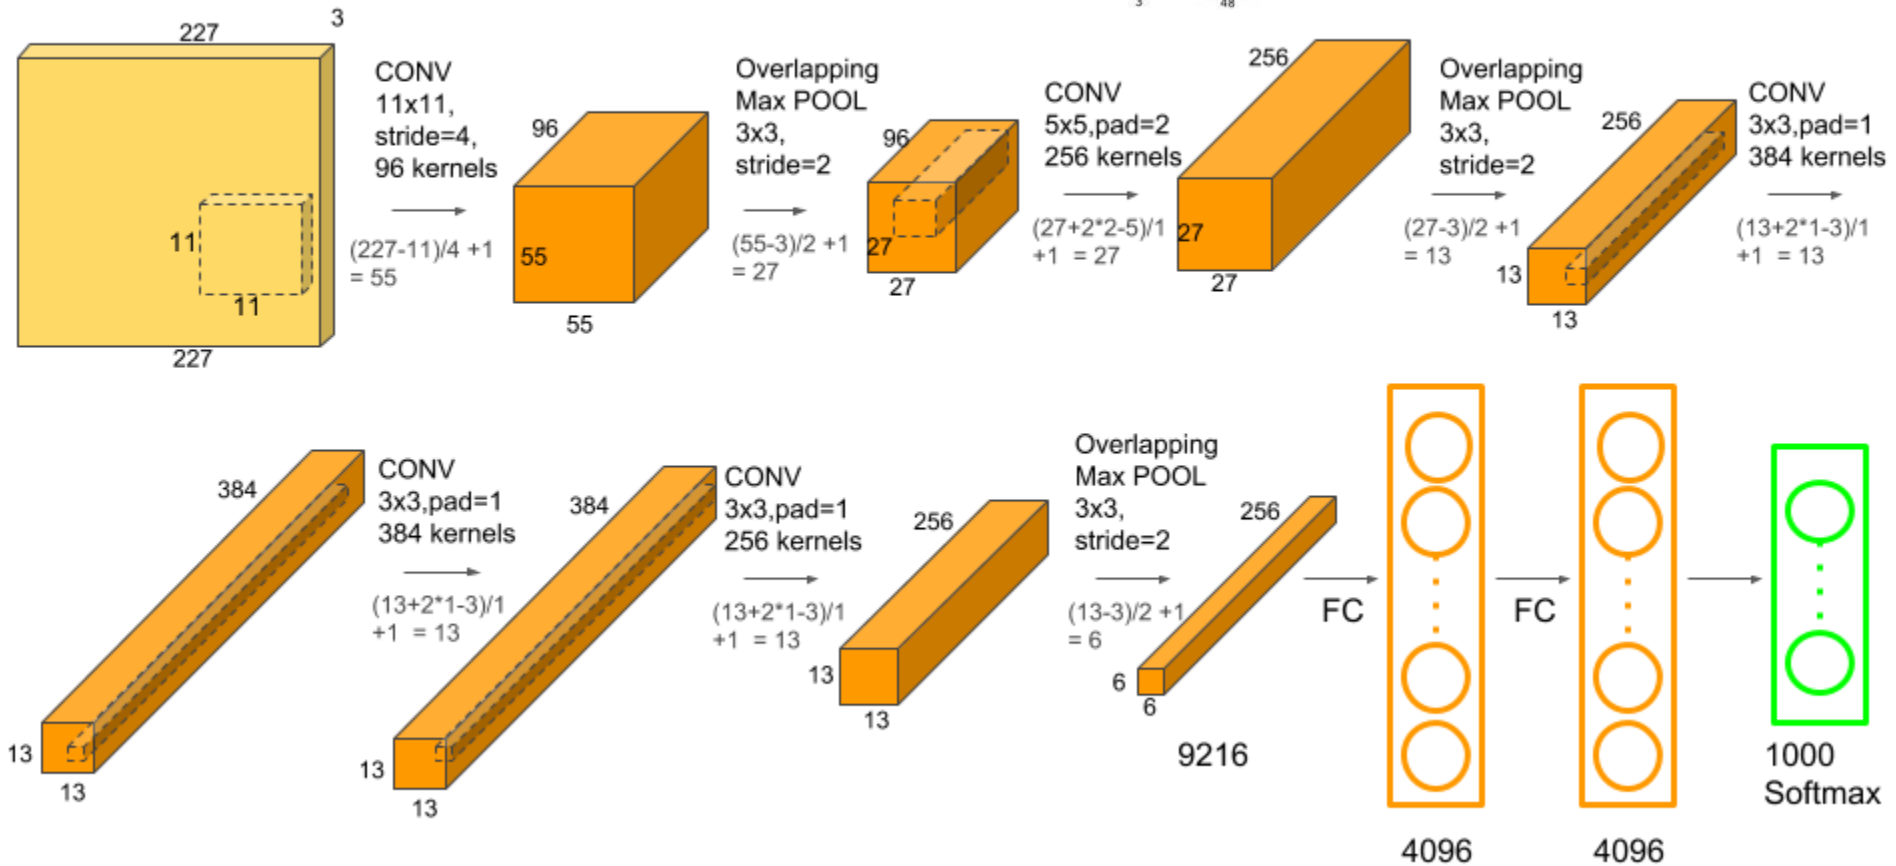 3
48
227
3
CONV
11x11,
stride=4,
96 kernels
(227-11)/4 +1
= 55
11
11
227
96
55
55
Overlapping
Max POOL
3x3,
stride=2
(55-3)/2 +1
= 27
96
27
27
CONV
5x5,pad=2
256 kernels
(27+2*2-5)/1
+1 = 27
256
27
27
Overlapping
Max POOL
3x3,
stride=2
(27-3)/2 +1
= 13
256
13
13
CONV
3x3,pad=1
384 kernels
(13+2*1-3)/1
+1 = 13
384
13
13
CONV
3x3,pad=1
384 kernels
(13+2*1-3)/1
+1 = 13
384
13
13
CONV
3x3,pad=1
256 kernels
(13+2*1-3)/1
+1 = 13
256
13
13
Overlapping
Max POOL
3x3,
stride=2
(13-3)/2 +1
= 6
256
6
6
9216
FC
4096
FC
4096
1000
Softmax